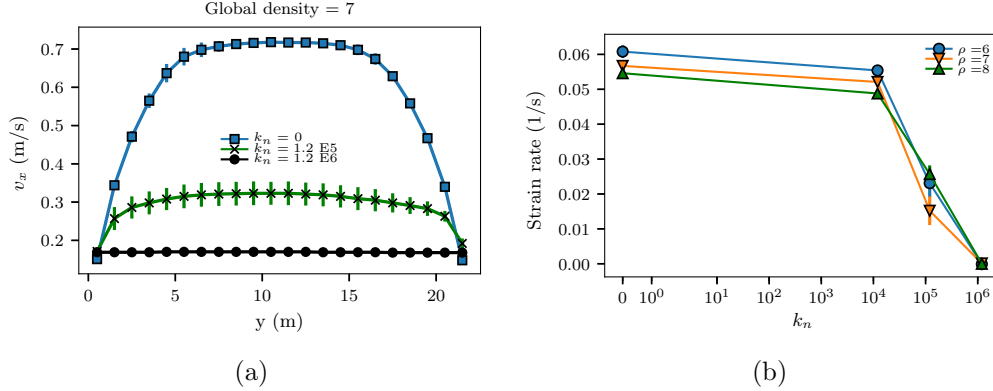 Global density = 7
0.7
0.6
0.5
0.4
0.3
0.2
v_x (m/s)
k_n = 0
k_n = 1.2 E5
k_n = 1.2 E6
0 5 10 15 20
y (m)
(a)
0.06
0.05
0.04
0.03
0.02
0.01
0.00
Strain rate (1/s)
ρ =6
ρ =7
ρ =8
0 10^0 10^1 10^2 10^3 10^4 10^5 10^6
k_n
(b)